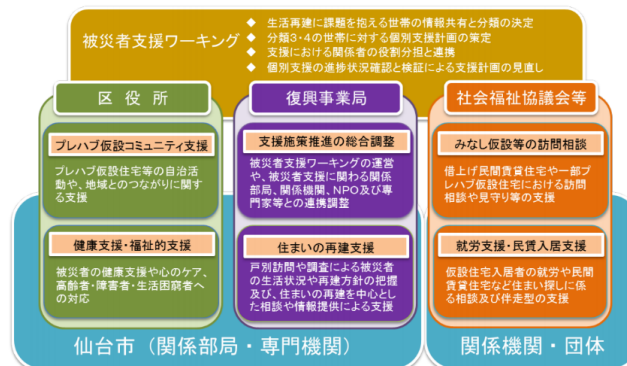 被災者支援ワーキング
◆ 生活再建に課題を抱える世帯の情報共有と分類の決定
◆ 分類3・4の世帯に対する個別支援計画の策定
◆ 支援における関係者の役割分担と連携
◆ 個別支援の進捗状況確認と検証による支援計画の見直し
区役所
プレハブ仮設コミュニティ支援
プレハブ仮設住宅等の自治活
動や、地域とのつながりに関す
る支援
健康支援・福祉的支援
被災者の健康支援や心のケア、
高齢者・障害者・生活困窮者へ
の対応
復興事業局
支援施策推進の総合調整
被災者支援ワーキングの運営
や、被災者支援に関わる関係
部局、関係機関、NPO及び専
門家等との連携調整
住まいの再建支援
戸別訪問や調査による被災者
の生活状況や再建方針の把握
及び、住まいの再建を中心とし
た相談や情報提供による支援
社会福祉協議会等
みなし仮設等の訪問相談
借上げ民間賃貸住宅や一部プ
レハブ仮設住宅における訪問
相談や見守り等の支援
就労支援・民賃入居支援
仮設住宅入居者の就労や民間
賃貸住宅など住まい探しに係
る相談及び伴走型の支援
仙台市（関係部局・専門機関）
関係機関・団体